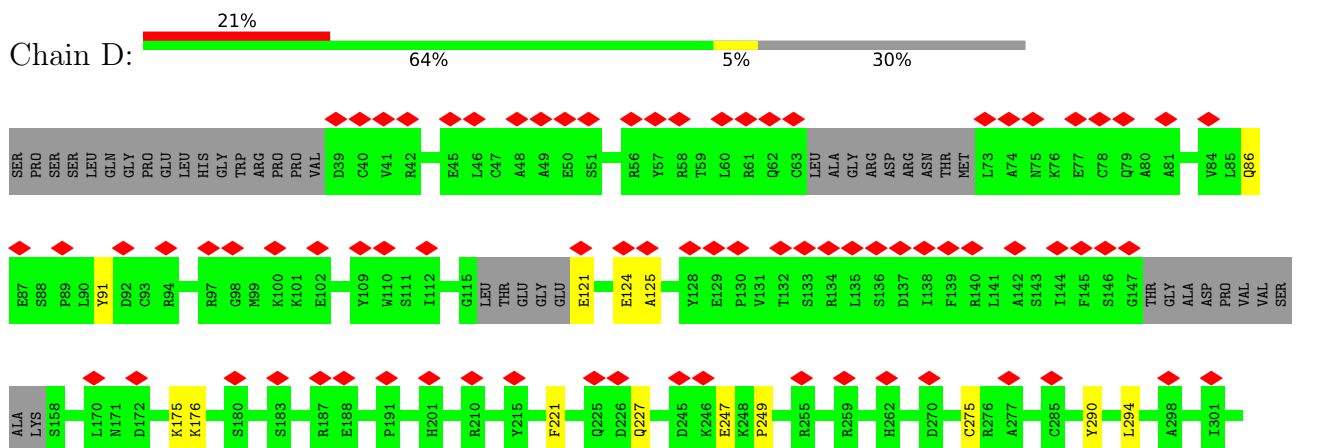 21%
Chain D:
64% 5% 30%
SER PRO SER SER LEU GLN GLY PRO GLU LEU HIS GLY TRP ARG PRO PRO VAL D39 C40 V41 R42 E45 L46 C47 A48 A49 E50 S51 R56 Y57 R58 T59 L60 R61 Q62 C63 LEU ALA GLY ARG ASP ARG ASN THR MET L73 A74 N75 K76 E77 C78 Q79 A80 A81 V84 L85 Q86
E87 S88 P89 L90 Y91 D92 C93 R94 R97 G98 M99 K100 K101 E102 Y109 W110 S111 I112 G115 LEU THR GLU GLY GLU E121 E124 A125 Y128 E129 P130 V131 T132 S133 R134 L135 S136 D137 I138 F139 R140 L141 A142 S143 I144 F145 S146 G147 THR GLY ALA ASP PRO VAL VAL SER
ALA LYS S158 L170 N171 D172 K175 K176 S180 S183 R187 E188 P191 H201 R210 Y215 F221 Q225 D226 Q227 D245 K246 E247 K248 P249 R255 R259 H262 D270 C275 R276 A277 C285 Y290 L294 A298 I301